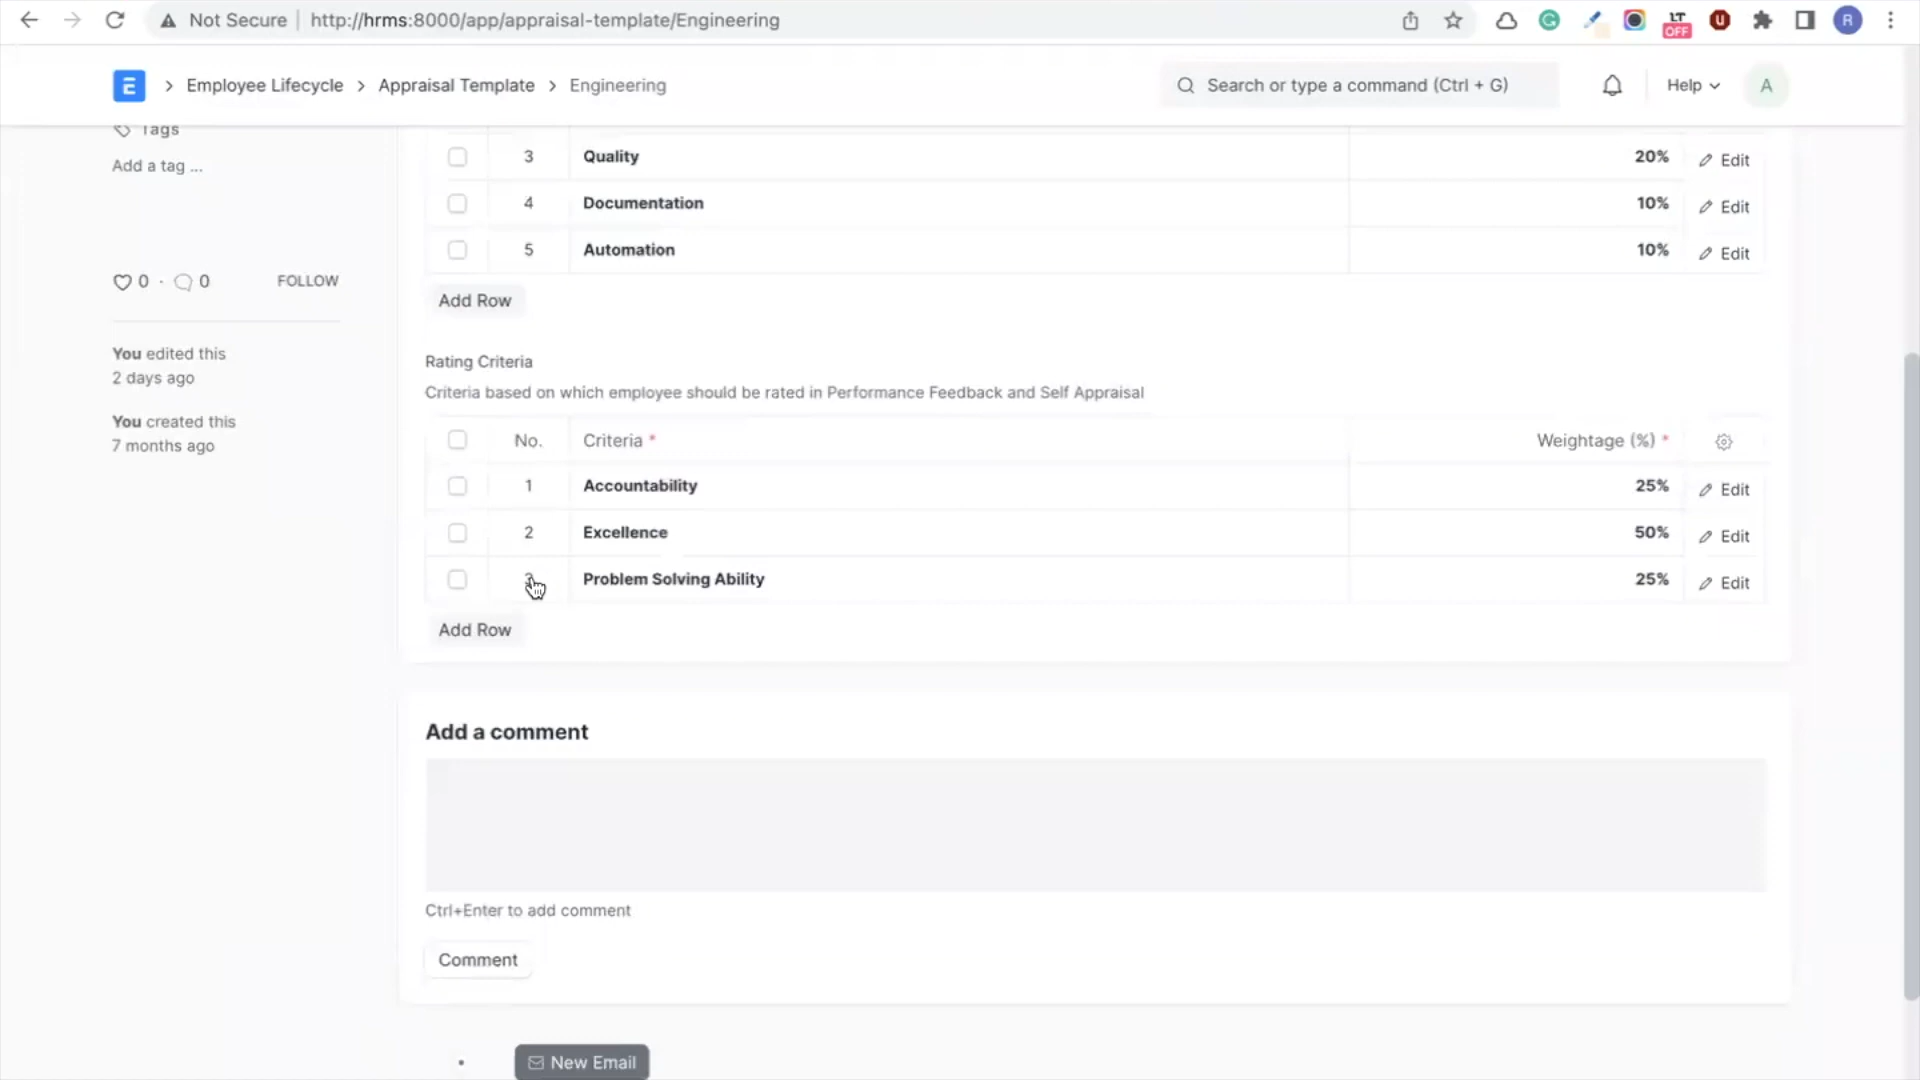 Not Secure | http://hrms:8000/app/appraisal-template/Engineering
LT
OFF
R
E > Employee Lifecycle > Appraisal Template > Engineering
Search or type a command (Ctrl + G)
Help
A
Tags
Add a tag ...
0 · 0 FOLLOW
You edited this
2 days ago
You created this
7 months ago
3 Quality 20% Edit
4 Documentation 10% Edit
5 Automation 10% Edit
Add Row
Rating Criteria
Criteria based on which employee should be rated in Performance Feedback and Self Appraisal
No. Criteria * Weightage (%) *
1 Accountability 25% Edit
2 Excellence 50% Edit
Problem Solving Ability 25% Edit
Add Row
Add a comment
Ctrl+Enter to add comment
Comment
New Email